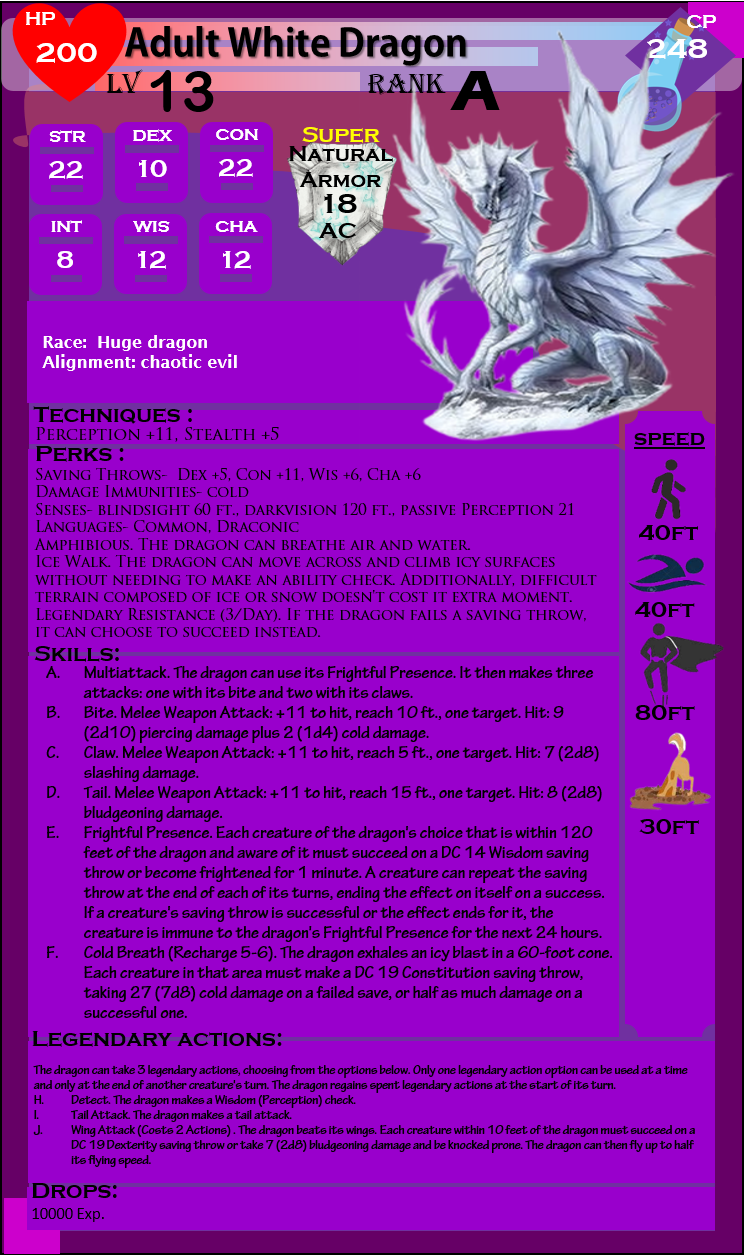 HP
200
Adult White Dragon
CP
248
LV 13
RANK A
STR
22
DEX
10
CON
22
INT
8
WIS
12
CHA
12
Super
Natural
Armor
18
AC
Race:  Huge dragon
Alignment: chaotic evil
Techniques :
Perception +11, Stealth +5
Perks :
Saving Throws-  Dex +5, Con +11, Wis +6, Cha +6
Damage Immunities- cold
Senses- blindsight 60 ft., darkvision 120 ft., passive Perception 21
Languages- Common, Draconic
Amphibious. The dragon can breathe air and water.
Ice Walk. The dragon can move across and climb icy surfaces
without needing to make an ability check. Additionally, difficult
terrain composed of ice or snow doesn't cost it extra moment.
Legendary Resistance (3/Day). If the dragon fails a saving throw,
it can choose to succeed instead.
Skills:
A. Multiattack. The dragon can use its Frightful Presence. It then makes three
attacks: one with its bite and two with its claws.
B. Bite. Melee Weapon Attack: +11 to hit, reach 10 ft., one target. Hit: 9
(2d10) piercing damage plus 2 (1d4) cold damage.
C. Claw. Melee Weapon Attack: +11 to hit, reach 5 ft., one target. Hit: 7 (2d8)
slashing damage.
D. Tail. Melee Weapon Attack: +11 to hit, reach 15 ft., one target. Hit: 8 (2d8)
bludgeoning damage.
E. Frightful Presence. Each creature of the dragon's choice that is within 120
feet of the dragon and aware of it must succeed on a DC 14 Wisdom saving
throw or become frightened for 1 minute. A creature can repeat the saving
throw at the end of each of its turns, ending the effect on itself on a success.
If a creature's saving throw is successful or the effect ends for it, the
creature is immune to the dragon's Frightful Presence for the next 24 hours.
F. Cold Breath (Recharge 5-6). The dragon exhales an icy blast in a 60-foot cone.
Each creature in that area must make a DC 19 Constitution saving throw,
taking 27 (7d8) cold damage on a failed save, or half as much damage on a
successful one.
SPEED
40FT
40FT
80FT
30FT
Legendary actions:
The dragon can take 3 legendary actions, choosing from the options below. Only one legendary action option can be used at a time
and only at the end of another creature's turn. The dragon regains spent legendary actions at the start of its turn.
H. Detect. The dragon makes a Wisdom (Perception) check.
I. Tail Attack. The dragon makes a tail attack.
J. Wing Attack (Costs 2 Actions) . The dragon beats its wings. Each creature within 10 feet of the dragon must succeed on a
DC 19 Dexterity saving throw or take 7 (2d8) bludgeoning damage and be knocked prone. The dragon can then fly up to half
its flying speed.
Drops:
10000 Exp.